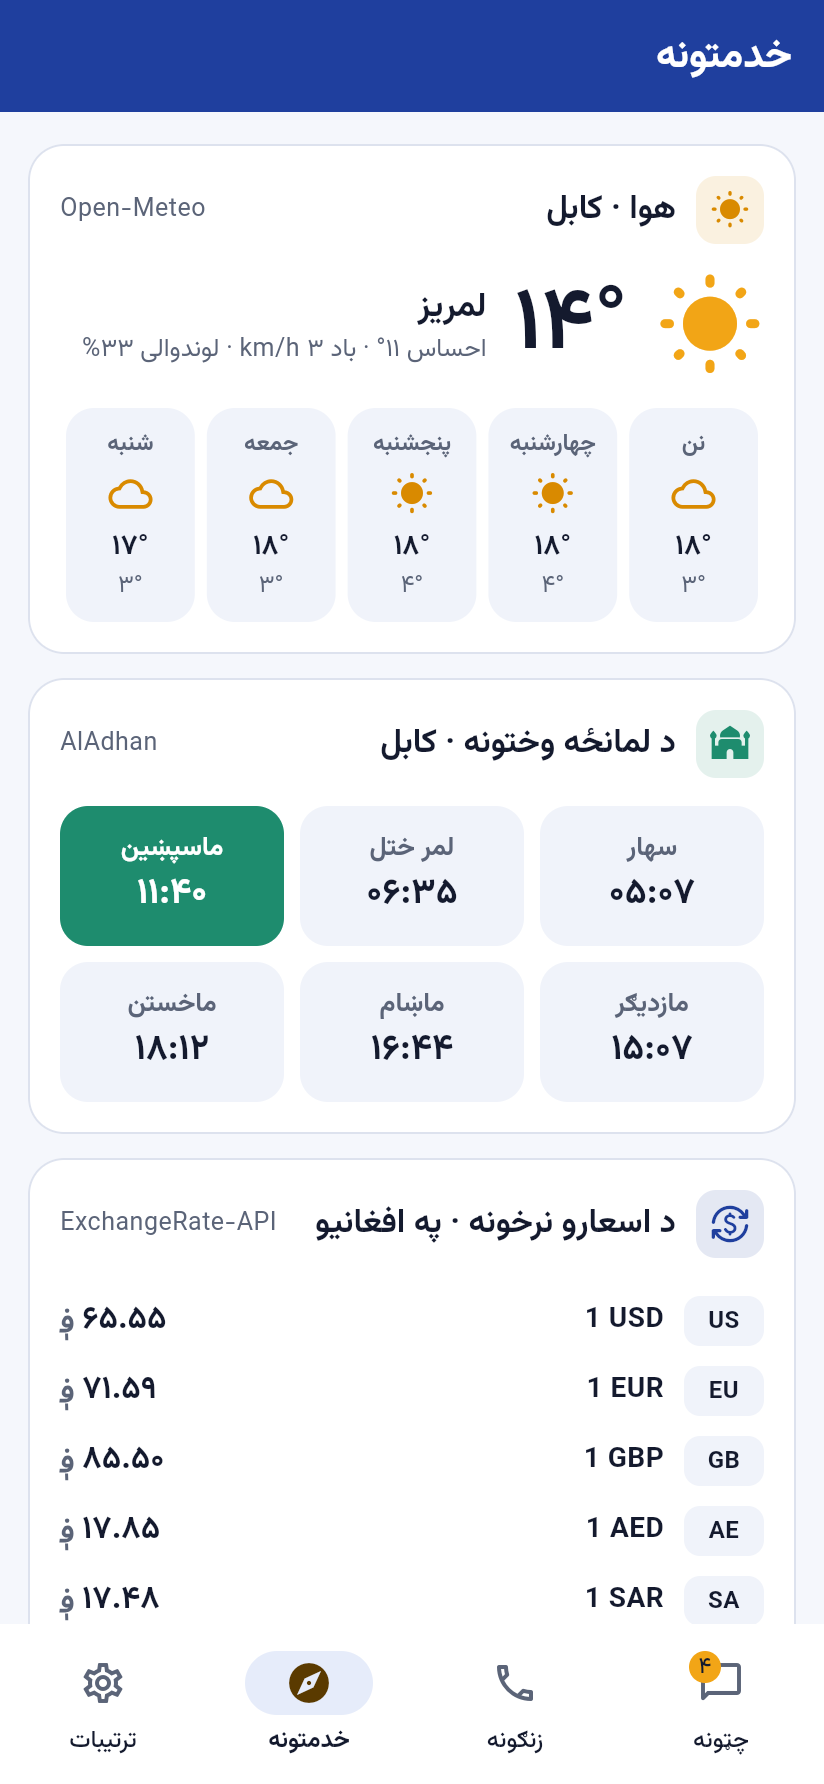 خدمتونه
هوا · کابل
Open-Meteo
۱۴°
لمریز
احساس ۱۱° · باد ۳ km/h · لوندوالی ۳۳%
نن
۱۸°
۳°
چهارشنبه
۱۸°
۴°
پنجشنبه
۱۸°
۴°
جمعه
۱۸°
۳°
شنبه
۱۷°
۳°
د لمانځه وختونه · کابل
AlAdhan
سهار
۰۵:۰۷
لمر ختل
۰۶:۳۵
ماسپښین
۱۱:۴۰
مازدیګر
۱۵:۰۷
ماښام
۱۶:۴۴
ماخستن
۱۸:۱۲
د اسعارو نرخونه · په افغانیو
ExchangeRate-API
US 1 USD ۶۵.۵۵ ؋
EU 1 EUR ۷۱.۵۹ ؋
GB 1 GBP ۸۵.۵۰ ؋
AE 1 AED ۱۷.۸۵ ؋
SA 1 SAR ۱۷.۴۸ ؋
۴
چټونه
زنګونه
خدمتونه
ترتیبات